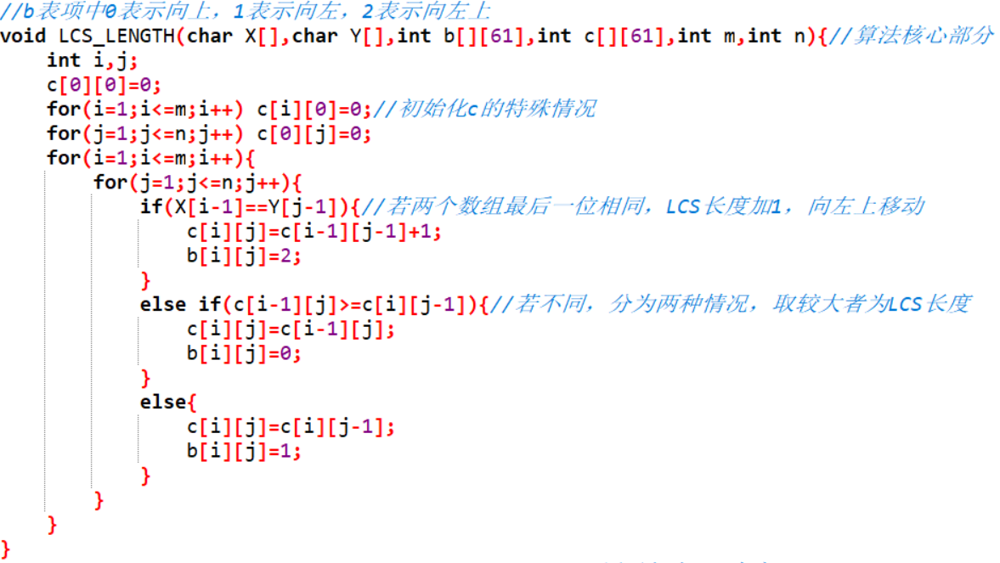 //b表项中0表示向上，1表示向左，2表示向左上
void LCS_LENGTH(char X[],char Y[],int b[][61],int c[][61],int m,int n){//算法核心部分
    int i,j;
    c[0][0]=0;
    for(i=1;i<=m;i++) c[i][0]=0;//初始化c的特殊情况
    for(j=1;j<=n;j++) c[0][j]=0;
    for(i=1;i<=m;i++){
        for(j=1;j<=n;j++){
            if(X[i-1]==Y[j-1]){//若两个数组最后一位相同，LCS长度加1，向左上移动
                c[i][j]=c[i-1][j-1]+1;
                b[i][j]=2;
            }
            else if(c[i-1][j]>=c[i][j-1]){//若不同，分为两种情况，取较大者为LCS长度
                c[i][j]=c[i-1][j];
                b[i][j]=0;
            }
            else{
                c[i][j]=c[i][j-1];
                b[i][j]=1;
            }
        }
    }
}